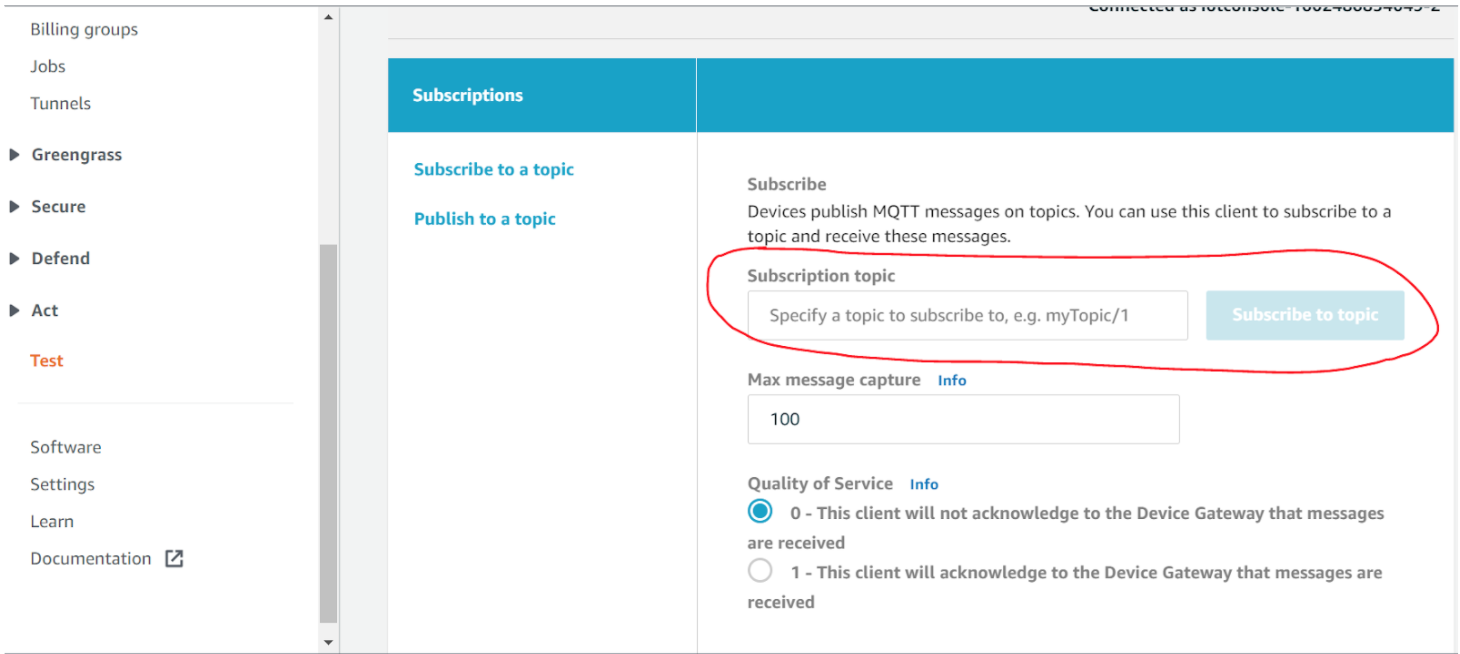 Billing groups
Jobs
Tunnels
Greengrass
Secure
Defend
Act
Test
Software
Settings
Learn
Documentation
Subscriptions
Subscribe to a topic
Publish to a topic
Subscribe
Devices publish MQTT messages on topics. You can use this client to subscribe to a
topic and receive these messages.
Subscription topic
Specify a topic to subscribe to, e.g. myTopic/1
Subscribe to topic
Max message capture Info
100
Quality of Service Info
0 - This client will not acknowledge to the Device Gateway that messages
are received
1 - This client will acknowledge to the Device Gateway that messages are
received